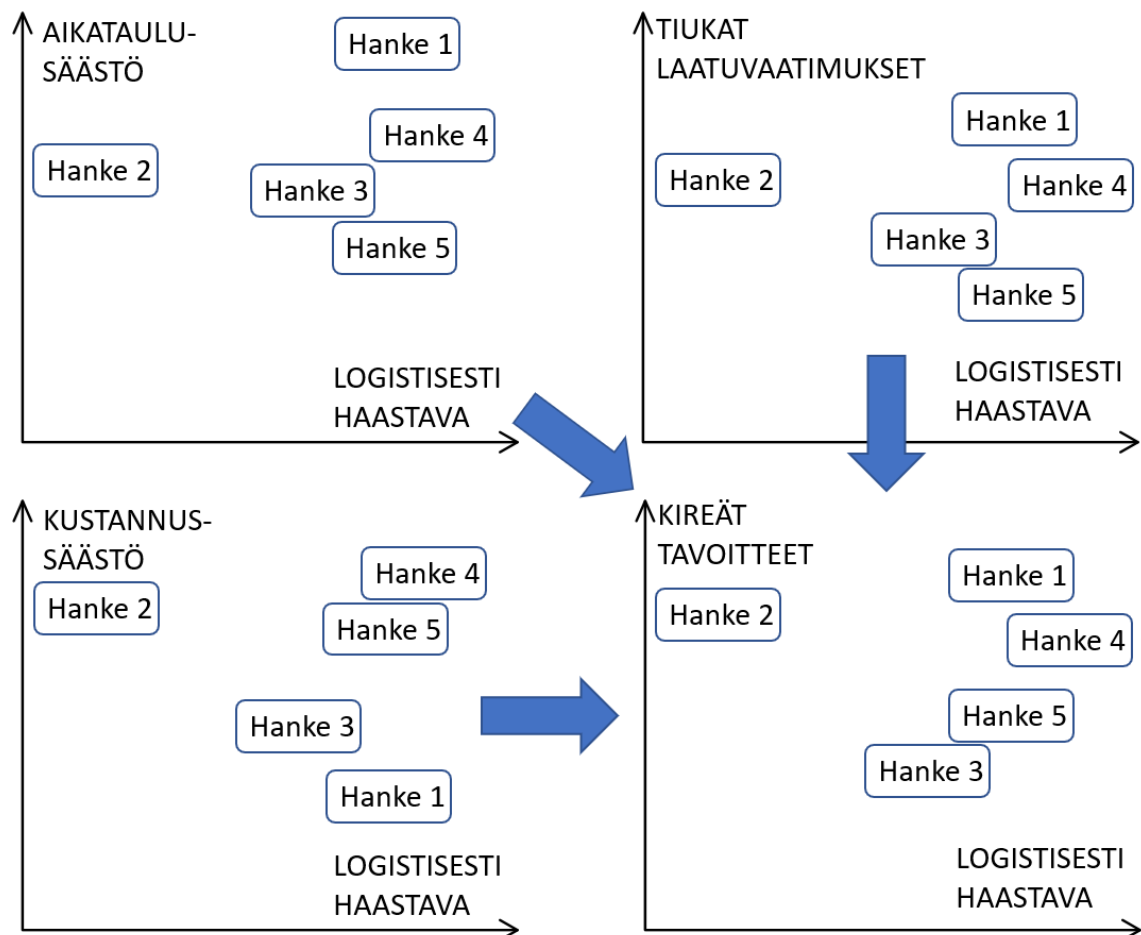 AIKATAULU-
SÄÄSTÖ
Hanke 1
Hanke 4
Hanke 2
Hanke 3
Hanke 5
LOGISTISESTI
HAASTAVA
TIUKAT
LAATUVAATIMUKSET
Hanke 1
Hanke 2
Hanke 4
Hanke 3
Hanke 5
LOGISTISESTI
HAASTAVA
KUSTANNUS-
SÄÄSTÖ
Hanke 4
Hanke 2
Hanke 5
Hanke 3
Hanke 1
LOGISTISESTI
HAASTAVA
KIREÄT
TAVOITTEET
Hanke 1
Hanke 2
Hanke 4
Hanke 5
Hanke 3
LOGISTISESTI
HAASTAVA